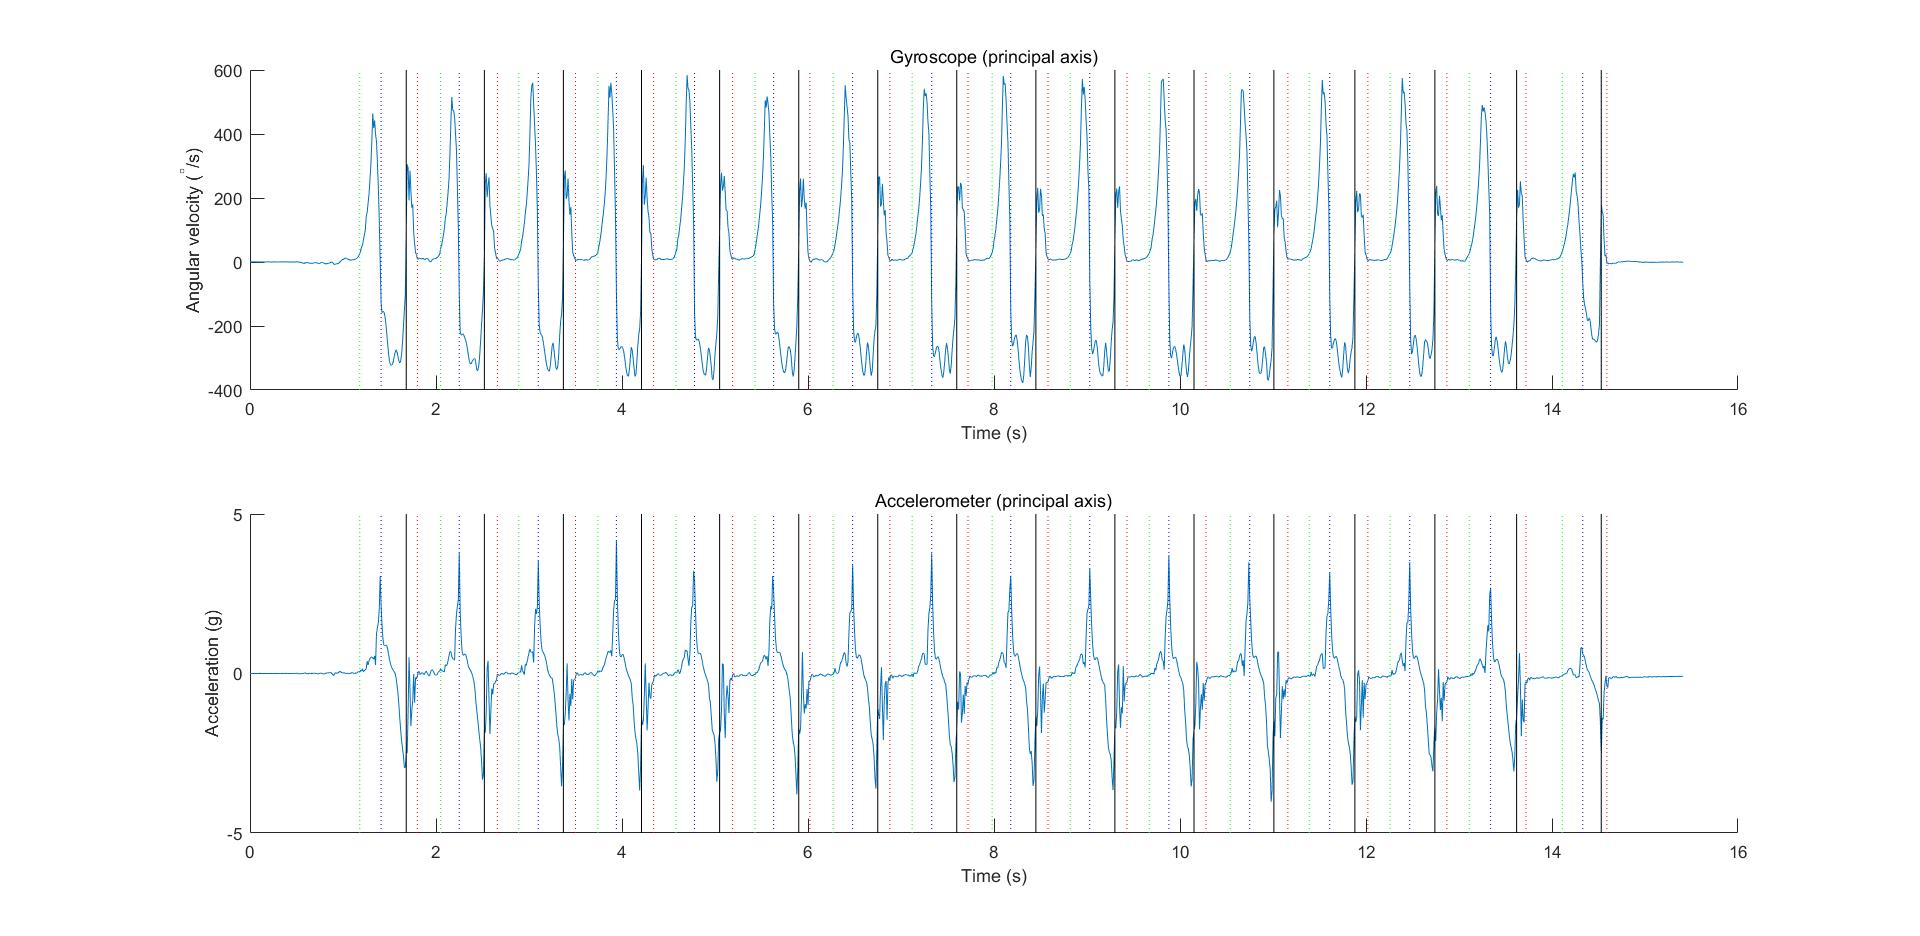 Gyroscope (principal axis)
600
400
200
0
-200
-400
Angular velocity (°/s)
0 2 4 6 8 10 12 14 16
Time (s)
Accelerometer (principal axis)
5
0
-5
Acceleration (g)
0 2 4 6 8 10 12 14 16
Time (s)